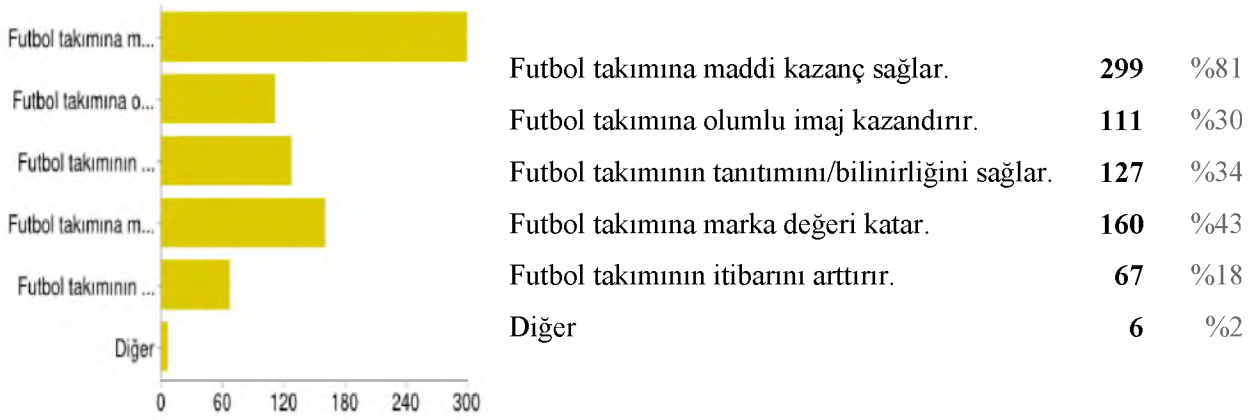 Futbol takımına m...
Futbol takımına o...
Futbol takımının ...
Futbol takımına m...
Futbol takımının ...
Diğer
0 60 120 180 240 300
Futbol takımına maddi kazanç sağlar. 299 %81
Futbol takımına olumlu imaj kazandırır. 111 %30
Futbol takımının tanıtımını/bilinirliğini sağlar. 127 %34
Futbol takımına marka değeri katar. 160 %43
Futbol takımının itibarını arttırır. 67 %18
Diğer 6 %2